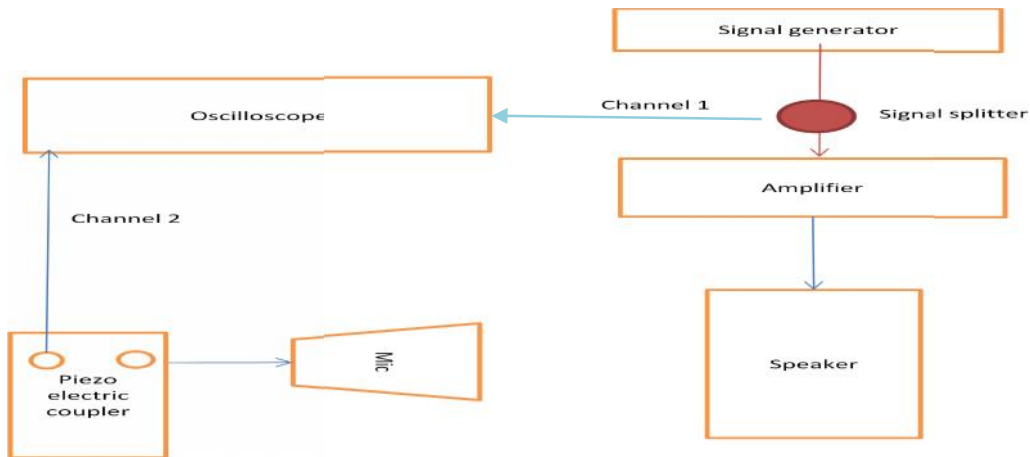 Signal generator
Channel 1
Signal splitter
Oscilloscope
Amplifier
Channel 2
Mic
Speaker
Piezo
electric
coupler